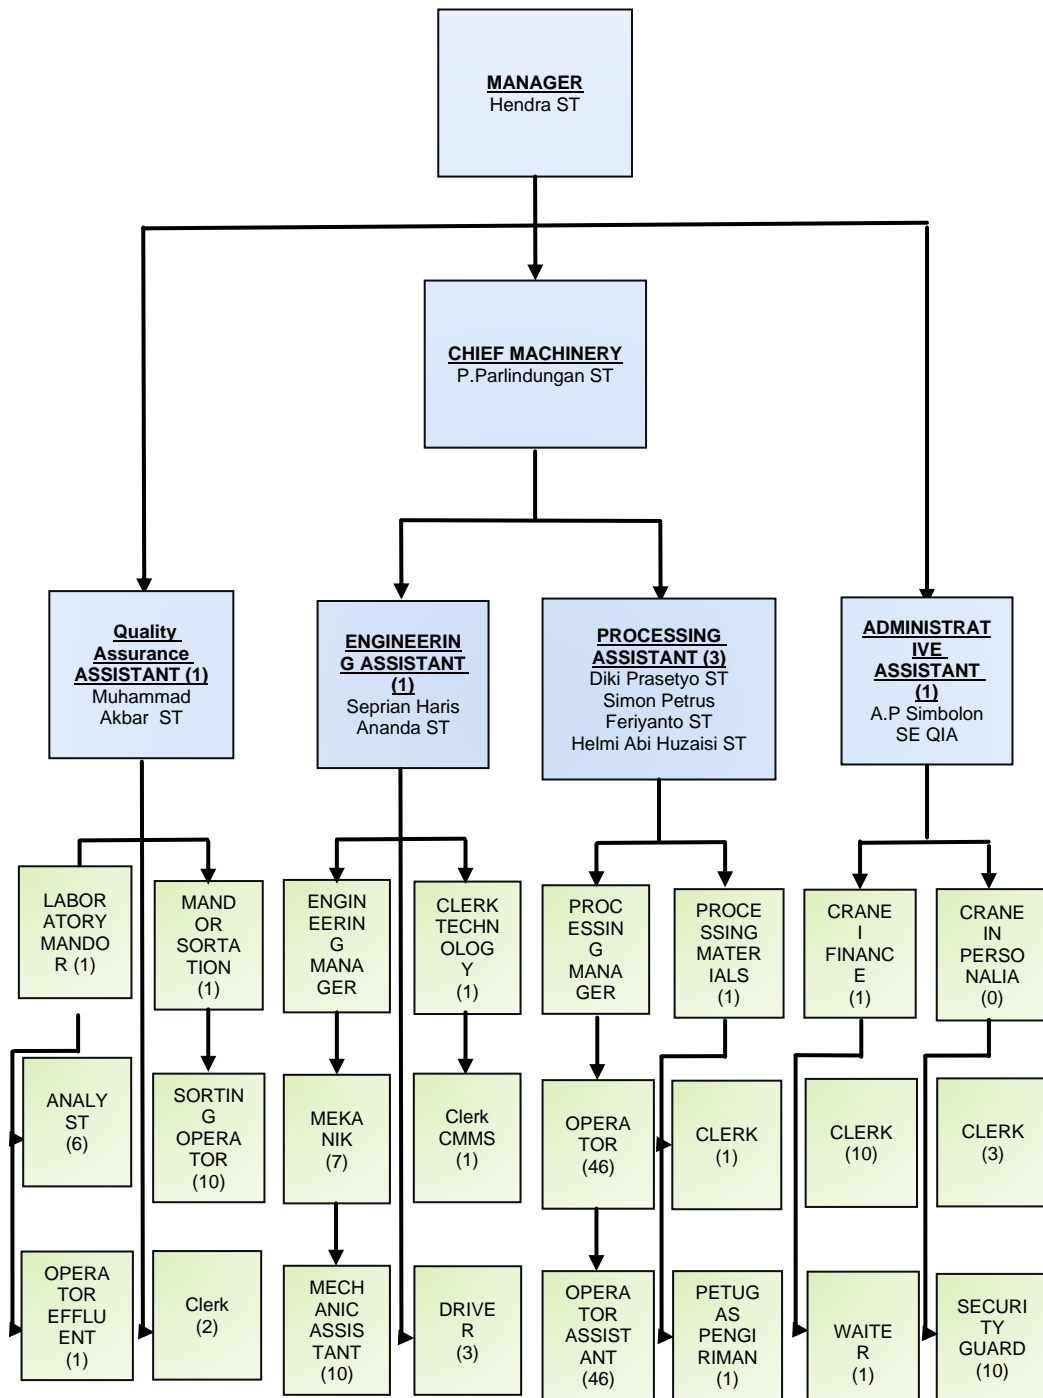 MANAGER
Hendra ST
CHIEF MACHINERY
P.Parlindungan ST
Quality
Assurance
ASSISTANT (1)
Muhammad
Akbar ST
ENGINEERIN
G ASSISTANT
(1)
Seprian Haris
Ananda ST
PROCESSING
ASSISTANT (3)
Diki Prasetyo ST
Simon Petrus
Feriyanto ST
Helmi Abi Huzaisi ST
ADMINISTRAT
IVE
ASSISTANT
(1)
A.P Simbolon
SE QIA
LABOR
ATORY
MANDO
R (1)
MAND
OR
SORTA
TION
(1)
ENGIN
EERIN
G
MANA
GER
CLERK
TECHN
OLOG
Y
(1)
PROC
ESSIN
G
MANA
GER
PROCE
SSING
MATER
IALS
(1)
CRANE
I
FINANC
E
(1)
CRANE
IN
PERSO
NALIA
(0)
ANALY
ST
(6)
SORTIN
G
OPERA
TOR
(10)
MEKA
NIK
(7)
Clerk
CMMS
(1)
OPERA
TOR
(46)
CLERK
(1)
CLERK
(10)
CLERK
(3)
OPERA
TOR
EFFLU
ENT
(1)
Clerk
(2)
MECH
ANIC
ASSIS
TANT
(10)
DRIVE
R
(3)
OPERA
TOR
ASSIST
ANT
(46)
PETUG
AS
PENGI
RIMAN
(1)
WAITE
R
(1)
SECURI
TY
GUARD
(10)